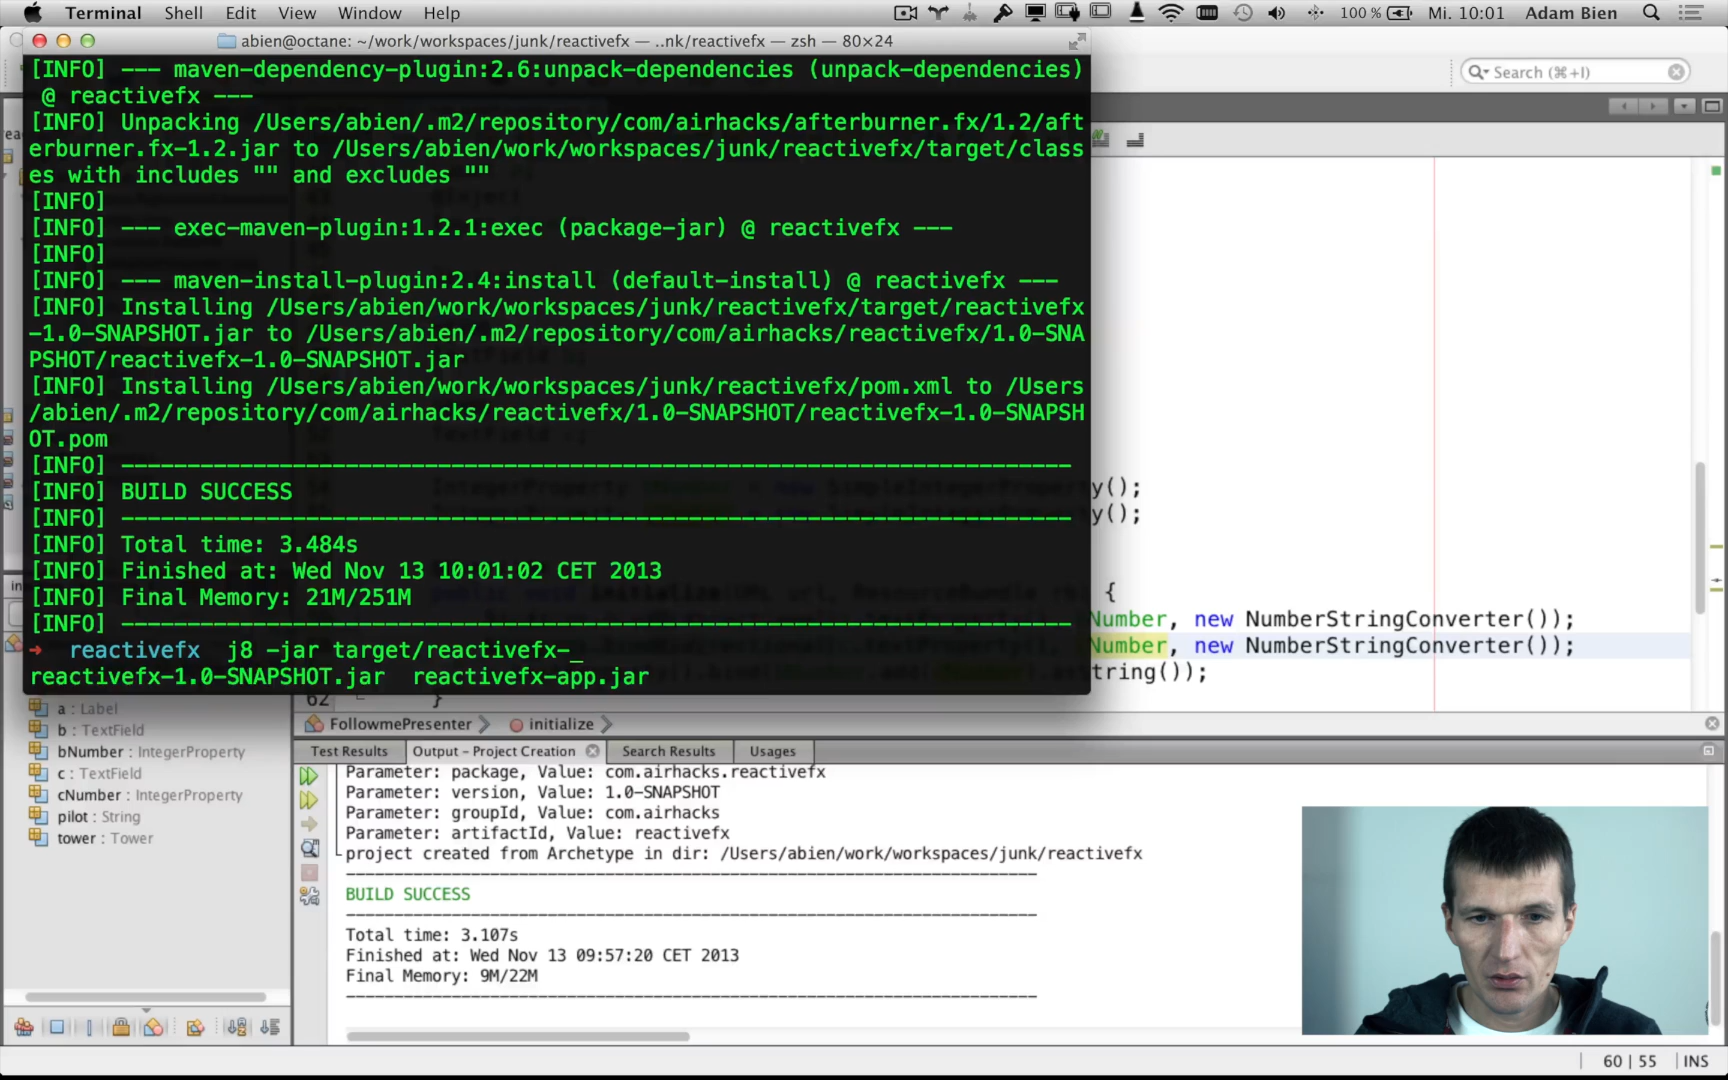 Terminal Shell Edit View Window Help 100 % Mi. 10:01 Adam Bien
abien@octane: ~/work/workspaces/junk/reactivefx — ..nk/reactivefx — zsh — 80×24
Search (⌘+I)
[INFO] --- maven-dependency-plugin:2.6:unpack-dependencies (unpack-dependencies)
@ reactivefx ---
[INFO] Unpacking /Users/abien/.m2/repository/com/airhacks/afterburner.fx/1.2/aft
erburner.fx-1.2.jar to /Users/abien/work/workspaces/junk/reactivefx/target/class
es with includes "" and excludes ""
[INFO]
[INFO] --- exec-maven-plugin:1.2.1:exec (package-jar) @ reactivefx ---
[INFO]
[INFO] --- maven-install-plugin:2.4:install (default-install) @ reactivefx ---
[INFO] Installing /Users/abien/work/workspaces/junk/reactivefx/target/reactivefx
-1.0-SNAPSHOT.jar to /Users/abien/.m2/repository/com/airhacks/reactivefx/1.0-SNA
PSHOT/reactivefx-1.0-SNAPSHOT.jar
[INFO] Installing /Users/abien/work/workspaces/junk/reactivefx/pom.xml to /Users
/abien/.m2/repository/com/airhacks/reactivefx/1.0-SNAPSHOT/reactivefx-1.0-SNAPSH
OT.pom
[INFO] ------------------------------------------------------------------------
[INFO] BUILD SUCCESS
[INFO] ------------------------------------------------------------------------
[INFO] Total time: 3.484s
[INFO] Finished at: Wed Nov 13 10:01:02 CET 2013
[INFO] Final Memory: 21M/251M
[INFO] ------------------------------------------------------------------------
➜ reactivefx j8 -jar target/reactivefx-_
reactivefx-1.0-SNAPSHOT.jar reactivefx-app.jar
y();
y();
{
Number, new NumberStringConverter());
Number, new NumberStringConverter());
tring());
62 }
FollowmePresenter initialize
a : Label
b : TextField
bNumber : IntegerProperty
c : TextField
cNumber : IntegerProperty
pilot : String
tower : Tower
Test Results Output - Project Creation Search Results Usages
Parameter: package, Value: com.airhacks.reactivefx
Parameter: version, Value: 1.0-SNAPSHOT
Parameter: groupId, Value: com.airhacks
Parameter: artifactId, Value: reactivefx
project created from Archetype in dir: /Users/abien/work/workspaces/junk/reactivefx
------------------------------------------------------------------------
BUILD SUCCESS
------------------------------------------------------------------------
Total time: 3.107s
Finished at: Wed Nov 13 09:57:20 CET 2013
Final Memory: 9M/22M
------------------------------------------------------------------------
60 | 55 INS